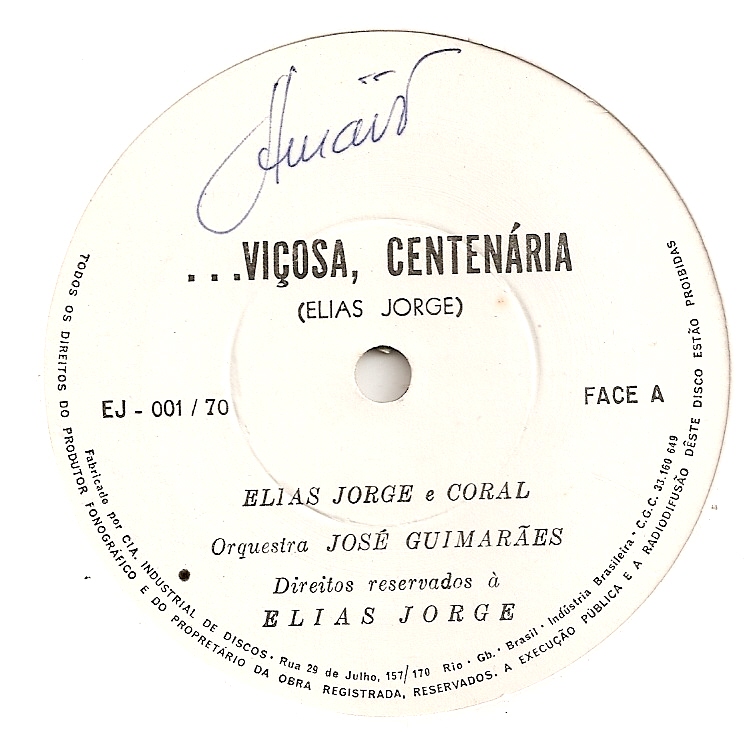 ...VIÇOSA, CENTENÁRIA
(ELIAS JORGE)
EJ - 001 / 70
FACE A
ELIAS JORGE e CORAL
Orquestra JOSÉ GUIMARÃES
Direitos reservados à
ELIAS JORGE
Fabricado por CIA. INDUSTRIAL DE DISCOS · Rua 29 de Julho, 157/170 Rio · Gb. · Brasil · Indústria Brasileira · C.G.C. 33.160 649
TODOS OS DIREITOS DO PRODUTOR FONOGRÁFICO E DO PROPRETÁRIO DA OBRA REGISTRADA, RESERVADOS. A EXECUÇÃO PÚBLICA E A RADIODIFUSÃO DÊSTE DISCO ESTÃO PROIBIDAS